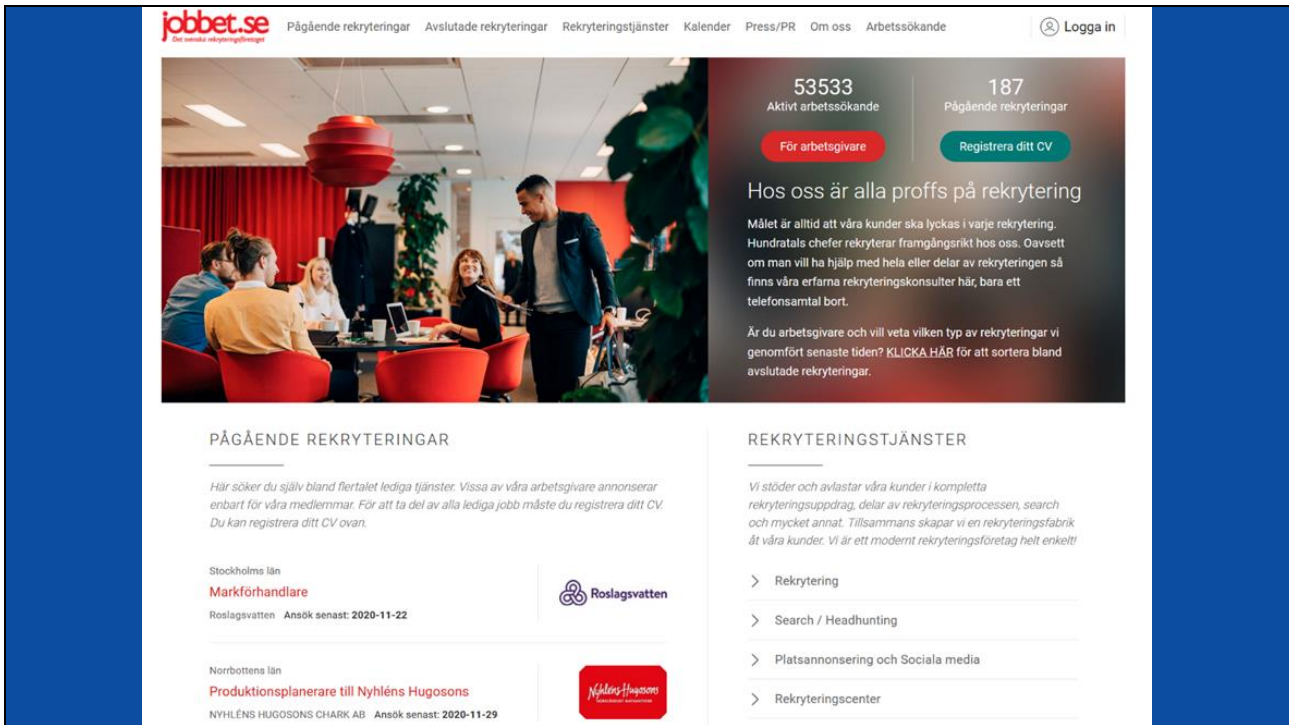 jobbet.se
Det svenska rekryteringsföretaget
Pågående rekryteringar Avslutade rekryteringar Rekryteringstjänster Kalender Press/PR Om oss Arbetssökande
Logga in
53533
Aktivt arbetssökande
187
Pågående rekryteringar
För arbetsgivare
Registrera ditt CV
Hos oss är alla proffs på rekrytering
Målet är alltid att våra kunder ska lyckas i varje rekrytering.
Hundratals chefer rekryterar framgångsrikt hos oss. Oavsett
om man vill ha hjälp med hela eller delar av rekryteringen så
finns våra erfarna rekryteringskonsulter här, bara ett
telefonsamtal bort.
Är du arbetsgivare och vill veta vilken typ av rekryteringar vi
genomfört senaste tiden? KLICKA HÄR för att sortera bland
avslutade rekryteringar.
PÅGÅENDE REKRYTERINGAR
Här söker du själv bland flertalet lediga tjänster. Vissa av våra arbetsgivare annonserar
enbart för våra medlemmar. För att ta del av alla lediga jobb måste du registrera ditt CV.
Du kan registrera ditt CV ovan.
Stockholms län
Markförhandlare
Roslagsvatten Ansök senast: 2020-11-22
Roslagsvatten
Norrbottens län
Produktionsplanerare till Nyhléns Hugosons
NYHLÉNS HUGOSONS CHARK AB Ansök senast: 2020-11-29
Nyhléns Hugosons
REKRYTERINGSTJÄNSTER
Vi stöder och avlastar våra kunder i kompletta
rekryteringsuppdrag, delar av rekryteringsprocessen, search
och mycket annat. Tillsammans skapar vi en rekryteringsfabrik
åt våra kunder. Vi är ett modernt rekryteringsföretag helt enkelt!
Rekrytering
Search / Headhunting
Platsannonsering och Sociala media
Rekryteringscenter